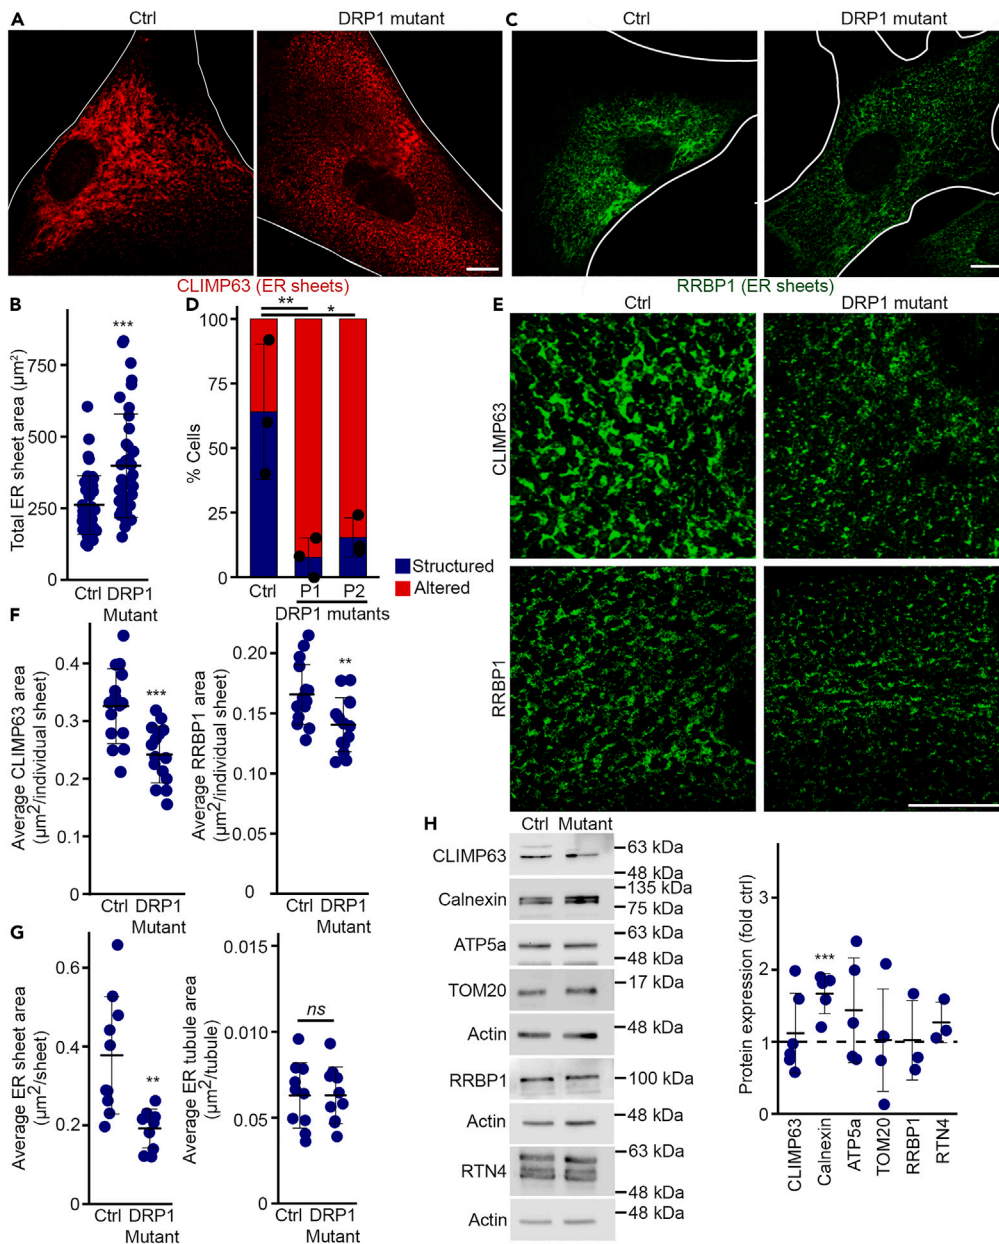 A
Ctrl
DRP1 mutant
C
Ctrl
DRP1 mutant
CLIMP63 (ER sheets)
RRBP1 (ER sheets)
B
Total ER sheet area (µm²)
750
500
250
0
***
Ctrl DRP1
Mutant
D
% Cells
100
75
50
25
0
**
*
Ctrl
P1
P2
DRP1 mutants
Structured
Altered
E
Ctrl
DRP1 mutant
CLIMP63
RRBP1
F
Average CLIMP63 area
(µm²/individual sheet)
0.4
0.3
0.2
0.1
0
***
Ctrl DRP1
Mutant
Average RRBP1 area
(µm²/individual sheet)
0.20
0.15
0.10
0.05
0
**
Ctrl DRP1
Mutant
G
Average ER sheet area
(µm²/sheet)
0.6
0.4
0.2
0
**
Ctrl DRP1
Mutant
Average ER tubule area
(µm²/tubule)
0.015
0.010
0.05
0
ns
Ctrl DRP1
Mutant
H
Ctrl Mutant
CLIMP63
63 kDa
48 kDa
Calnexin
135 kDa
75 kDa
ATP5a
63 kDa
48 kDa
TOM20
17 kDa
Actin
48 kDa
RRBP1
100 kDa
Actin
48 kDa
RTN4
63 kDa
48 kDa
Actin
48 kDa
Protein expression (fold ctrl)
3
2
1
0
***
CLIMP63
Calnexin
ATP5a
TOM20
RRBP1
RTN4